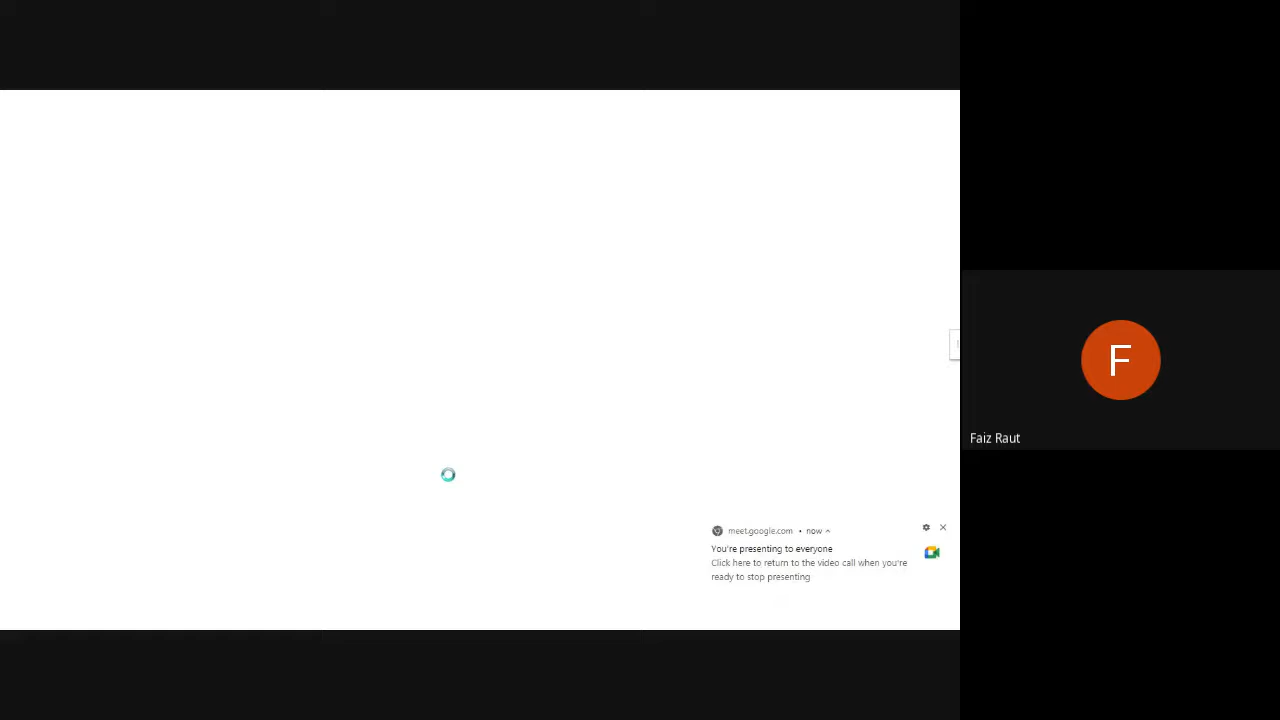 F
Faiz Raut
meet.google.com • now
You're presenting to everyone
Click here to return to the video call when you're
ready to stop presenting